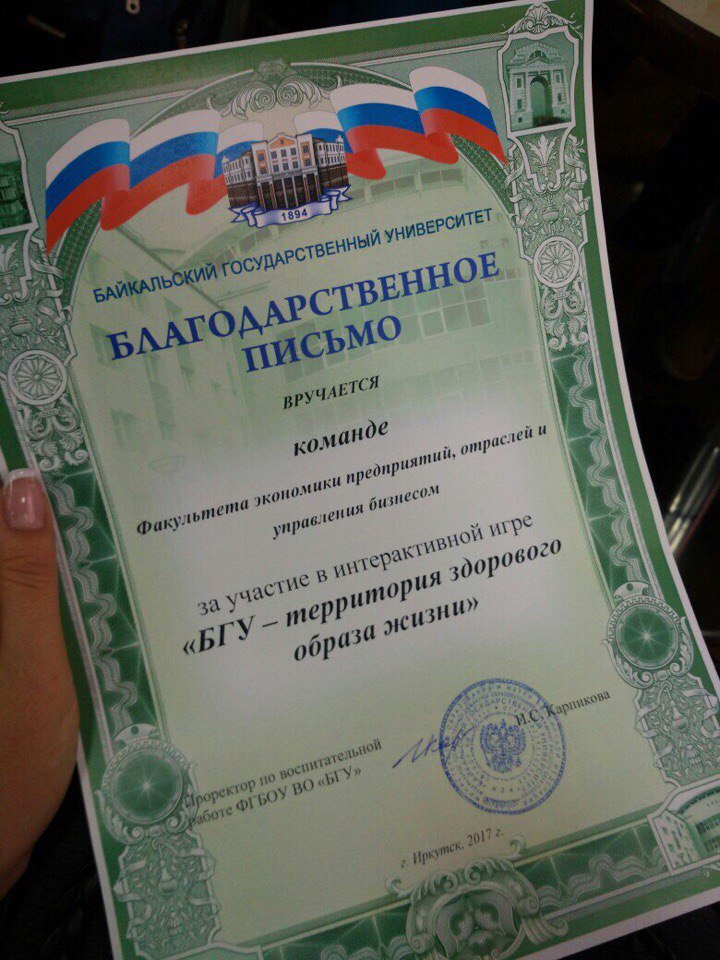 1894
БАЙКАЛЬСКИЙ ГОСУДАРСТВЕННЫЙ УНИВЕРСИТЕТ
БЛАГОДАРСТВЕННОЕ
ПИСЬМО
ВРУЧАЕТСЯ
команде
Факультета экономики предприятий, отраслей и
управления бизнесом
за участие в интерактивной игре
«БГУ – территория здорового
образа жизни»
Проректор по воспитательной
работе ФГБОУ ВО «БГУ»
И.С. Карпикова
г. Иркутск, 2017 г.